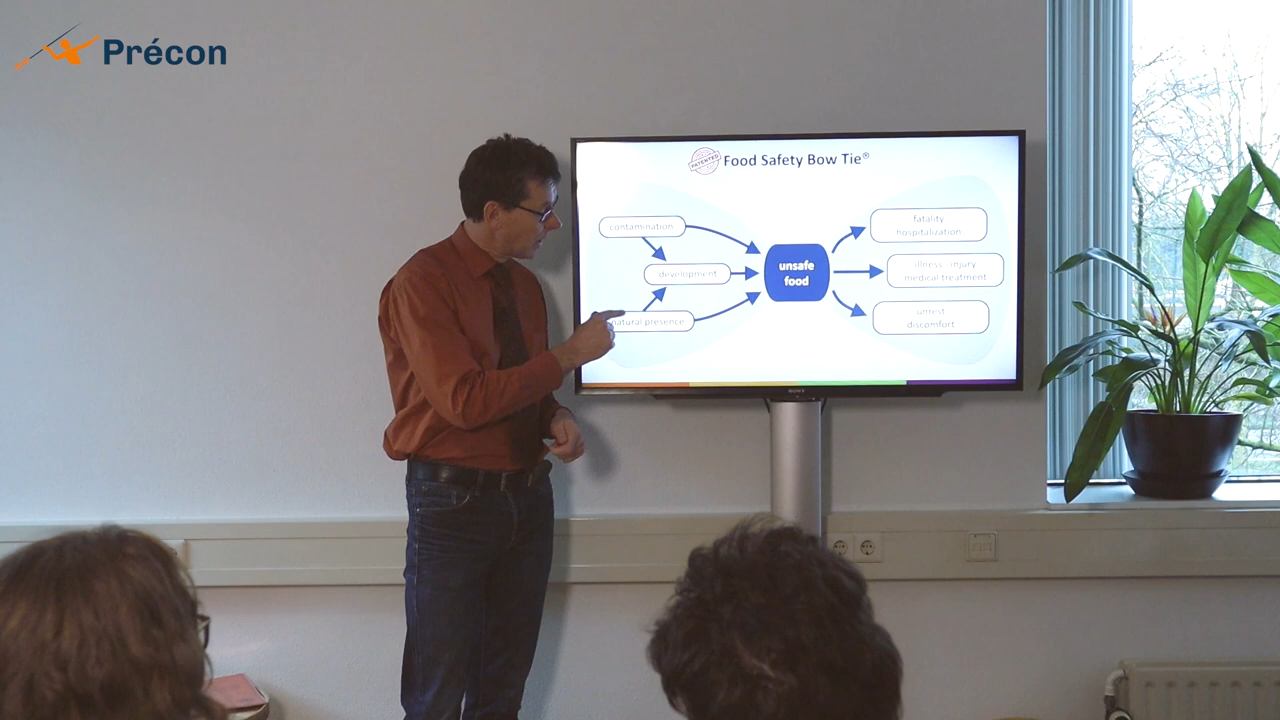 Précon
PATENTED
Food Safety Bow Tie®
contamination
development
natural presence
unsafe
food
fatality
hospitalization
illness - injury
medical treatment
unrest
discomfort
SONY